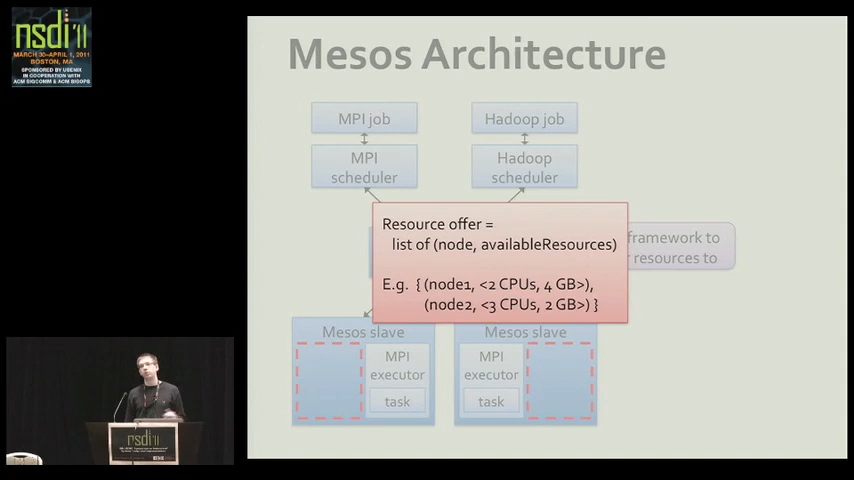 nsdi '11
MARCH 30–APRIL 1, 2011
BOSTON, MA
SPONSORED BY USENIX
IN COOPERATION WITH
ACM SIGCOMM & ACM SIGOPS
Mesos Architecture
MPI job
Hadoop job
MPI
scheduler
Hadoop
scheduler
Resource offer =
list of (node, availableResources)
E.g. { (node1, <2 CPUs, 4 GB>),
(node2, <3 CPUs, 2 GB>) }
framework to
resources to
Mesos slave
Mesos slave
MPI
executor
task
MPI
executor
task
nsdi '11